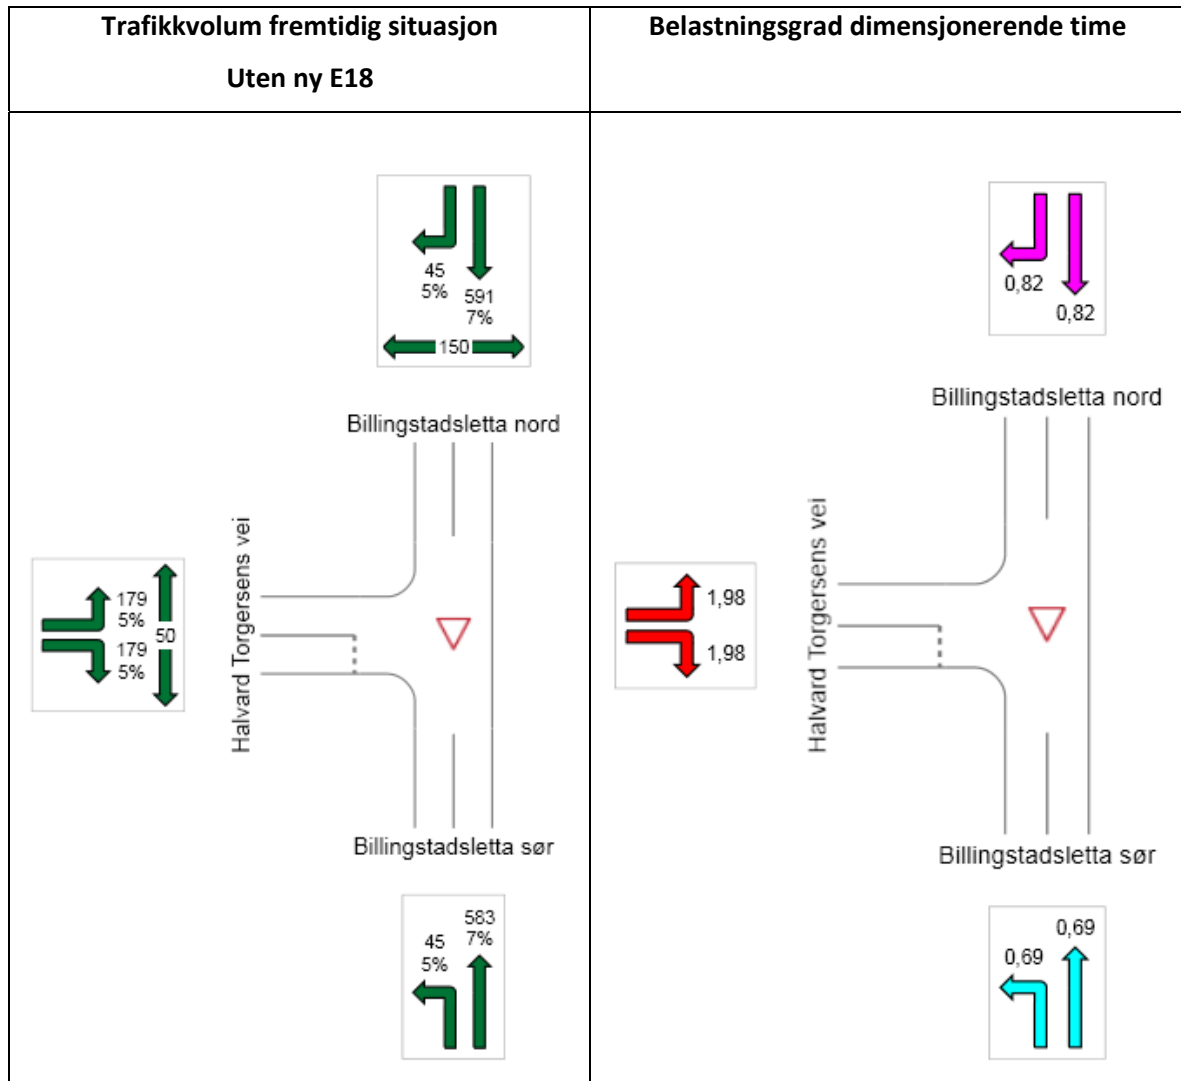 Trafikkvolum fremtidig situasjon
Uten ny E18
Belastningsgrad dimensjonerende time
45
5%
591
7%
150
Billingstadsletta nord
Halvard Torgersens vei
179
5%
179
5%
50
Billingstadsletta sør
45
5%
583
7%
0,82
0,82
Billingstadsletta nord
Halvard Torgersens vei
1,98
1,98
Billingstadsletta sør
0,69
0,69